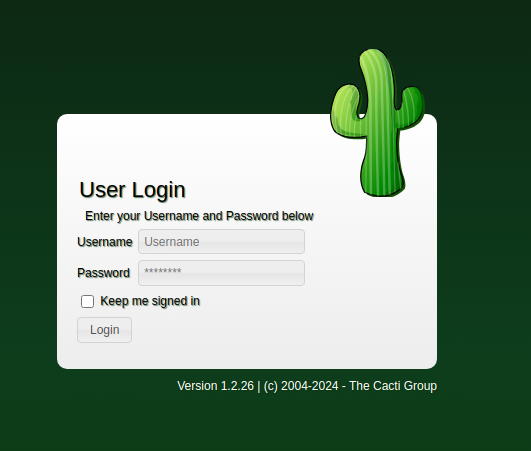 User Login
Enter your Username and Password below
Username Username
Password ********
Keep me signed in
Login
Version 1.2.26 | (c) 2004-2024 - The Cacti Group